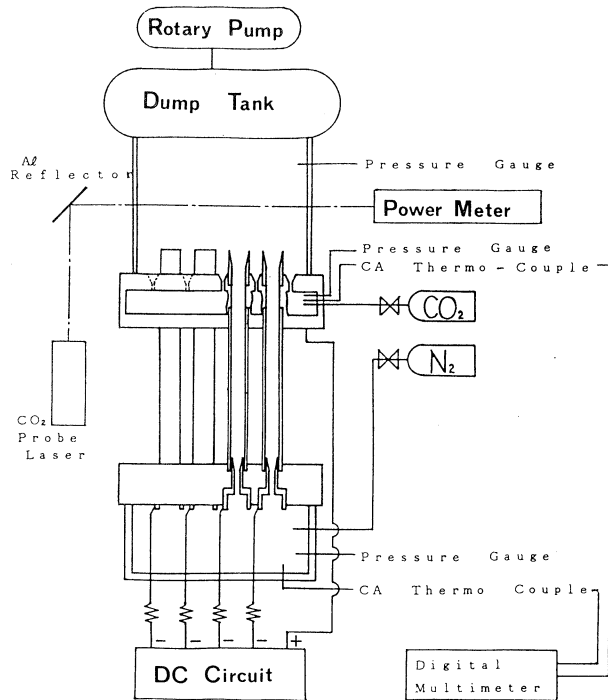 Rotary Pump
Dump Tank
Al
Reflector
Pressure Gauge
Power Meter
Pressure Gauge
CA Thermo-Couple
CO₂
N₂
CO₂
Probe
Laser
Pressure Gauge
CA Thermo Couple
− − − − +
DC Circuit
Digital
Multimeter